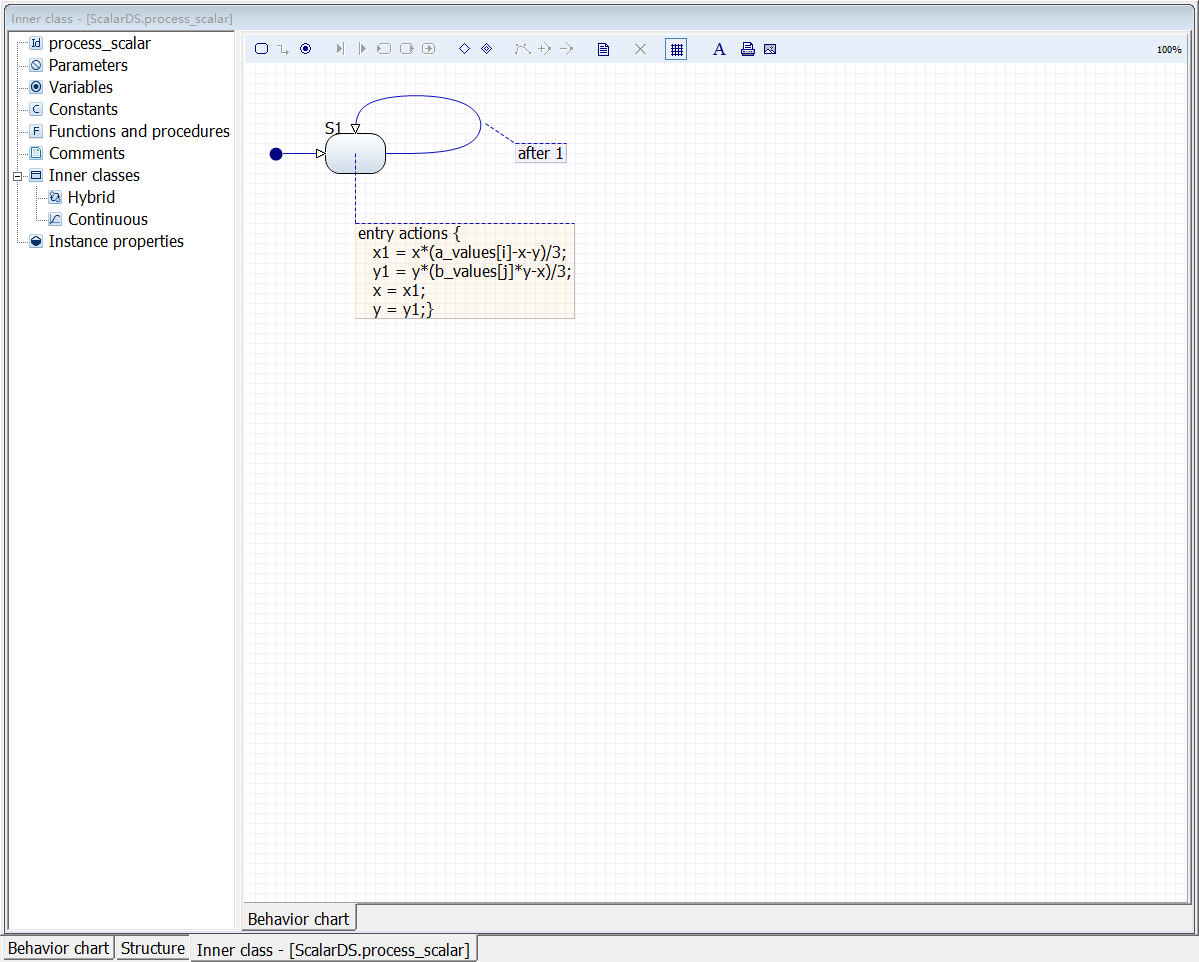 Inner class - [ScalarDS.process_scalar]
Id process_scalar
Parameters
Variables
C Constants
F Functions and procedures
Comments
Inner classes
Hybrid
Continuous
Instance properties
A
100%
S1
after 1
entry actions {
x1 = x*(a_values[i]-x-y)/3;
y1 = y*(b_values[j]*y-x)/3;
x = x1;
y = y1;}
Behavior chart
Behavior chart
Structure
Inner class - [ScalarDS.process_scalar]